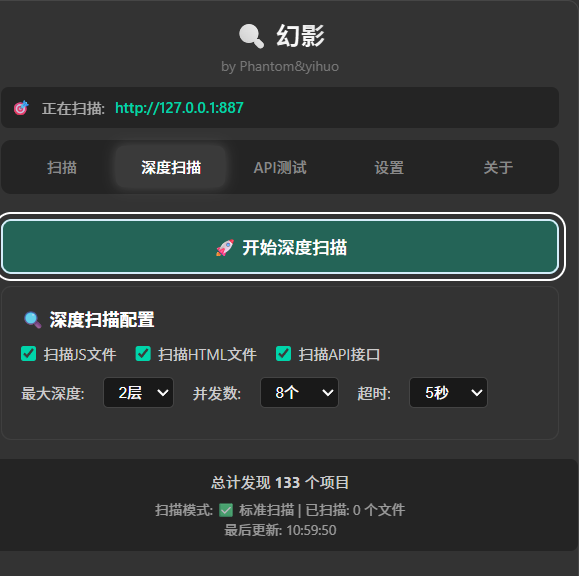 幻影
by Phantom&yihuo
正在扫描: http://127.0.0.1:887
扫描 深度扫描 API测试 设置 关于
开始深度扫描
深度扫描配置
扫描JS文件 扫描HTML文件 扫描API接口
最大深度: 2层 并发数: 8个 超时: 5秒
总计发现 133 个项目
扫描模式: ✅ 标准扫描 | 已扫描: 0 个文件
最后更新: 10:59:50